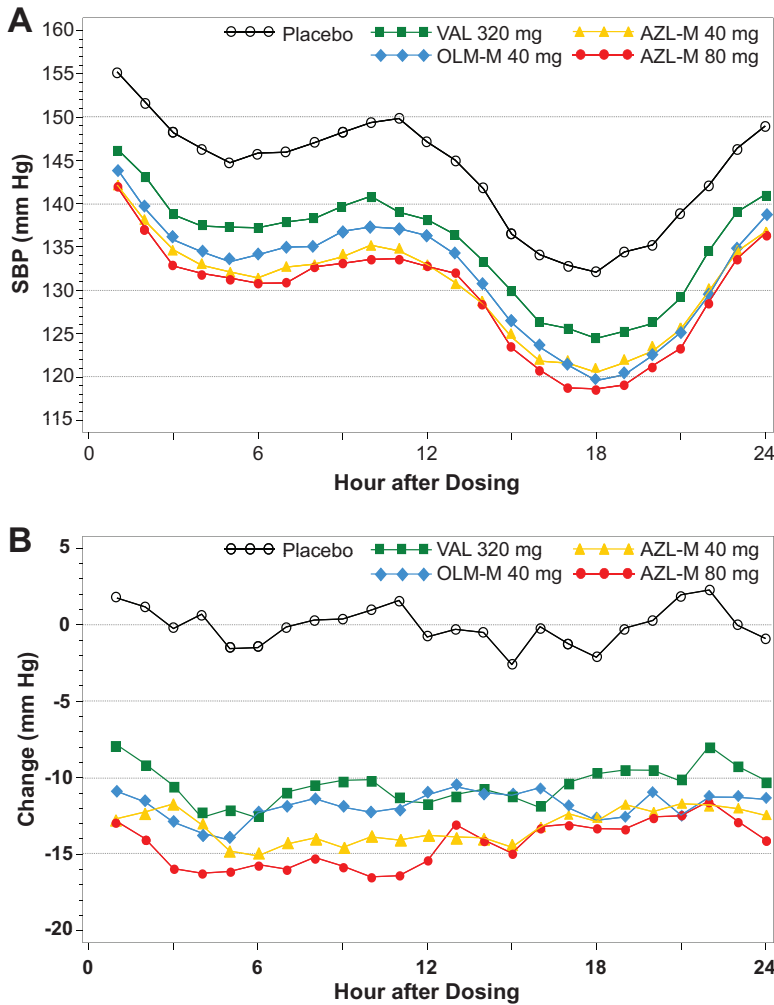 A
Placebo
VAL 320 mg
AZL-M 40 mg
OLM-M 40 mg
AZL-M 80 mg
SBP (mm Hg)
160
155
150
145
140
135
130
125
120
115
0 6 12 18 24
Hour after Dosing
B
Placebo
VAL 320 mg
AZL-M 40 mg
OLM-M 40 mg
AZL-M 80 mg
Change (mm Hg)
5
0
-5
-10
-15
-20
0 6 12 18 24
Hour after Dosing